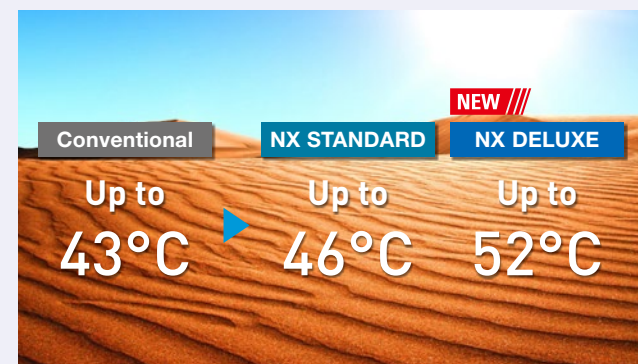 NEW
Conventional
NX STANDARD
NX DELUXE
Up to
43°C
Up to
46°C
Up to
52°C